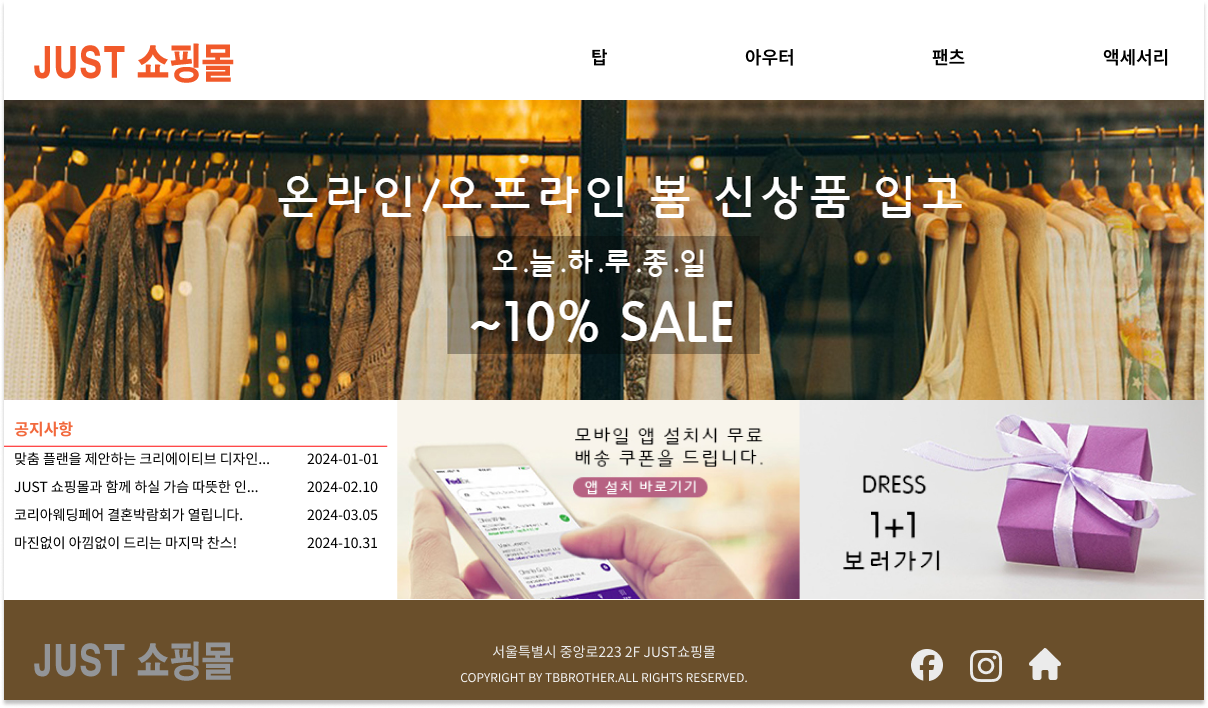 JUST 쇼핑몰
탑 아우터 팬츠 액세서리
온라인/오프라인 봄 신상품 입고
오.늘.하.루.종.일
~10% SALE
공지사항
맞춤 플랜을 제안하는 크리에이티브 디자인... 2024-01-01
JUST 쇼핑몰과 함께 하실 가슴 따뜻한 인... 2024-02-10
코리아웨딩페어 결혼박람회가 열립니다. 2024-03-05
마진없이 아낌없이 드리는 마지막 찬스! 2024-10-31
모바일 앱 설치시 무료
배송 쿠폰을 드립니다.
앱 설치 바로기기
FedEx
DRESS
1+1
보러가기
JUST 쇼핑몰
서울특별시 중앙로223 2F JUST쇼핑몰
COPYRIGHT BY TBBROTHER.ALL RIGHTS RESERVED.